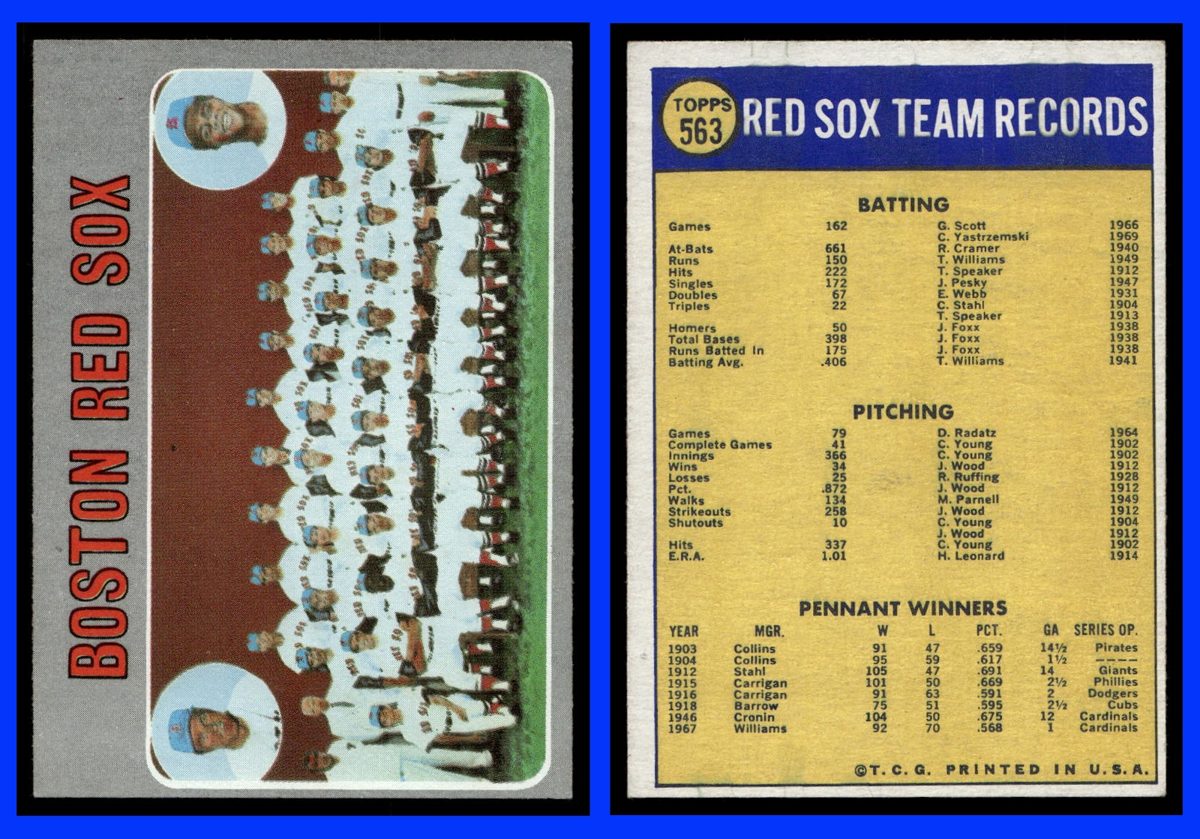 BOSTON RED SOX
TOPPS
563
RED SOX TEAM RECORDS
BATTING
Games 162 G. Scott 1966
C. Yastrzemski 1969
At-Bats 661 R. Cramer 1940
Runs 150 T. Williams 1949
Hits 222 T. Speaker 1912
Singles 172 J. Pesky 1947
Doubles 67 E. Webb 1931
Triples 22 C. Stahl 1904
T. Speaker 1913
Homers 50 J. Foxx 1938
Total Bases 398 J. Foxx 1938
Runs Batted In 175 J. Foxx 1938
Batting Avg. .406 T. Williams 1941
PITCHING
Games 79 D. Radatz 1964
Complete Games 41 C. Young 1902
Innings 366 C. Young 1902
Wins 34 J. Wood 1912
Losses 25 R. Ruffing 1928
Pct. .872 J. Wood 1912
Walks 134 M. Parnell 1949
Strikeouts 258 J. Wood 1912
Shutouts 10 C. Young 1904
J. Wood 1912
Hits 337 C. Young 1902
E.R.A. 1.01 H. Leonard 1914
PENNANT WINNERS
YEAR MGR. W L PCT. GA SERIES OP.
1903 Collins 91 47 .659 14½ Pirates
1904 Collins 95 59 .617 1½ ----
1912 Stahl 105 47 .691 14 Giants
1915 Carrigan 101 50 .669 2½ Phillies
1916 Carrigan 91 63 .591 2 Dodgers
1918 Barrow 75 51 .595 2½ Cubs
1946 Cronin 104 50 .675 12 Cardinals
1967 Williams 92 70 .568 1 Cardinals
©T.C.G. PRINTED IN U.S.A.